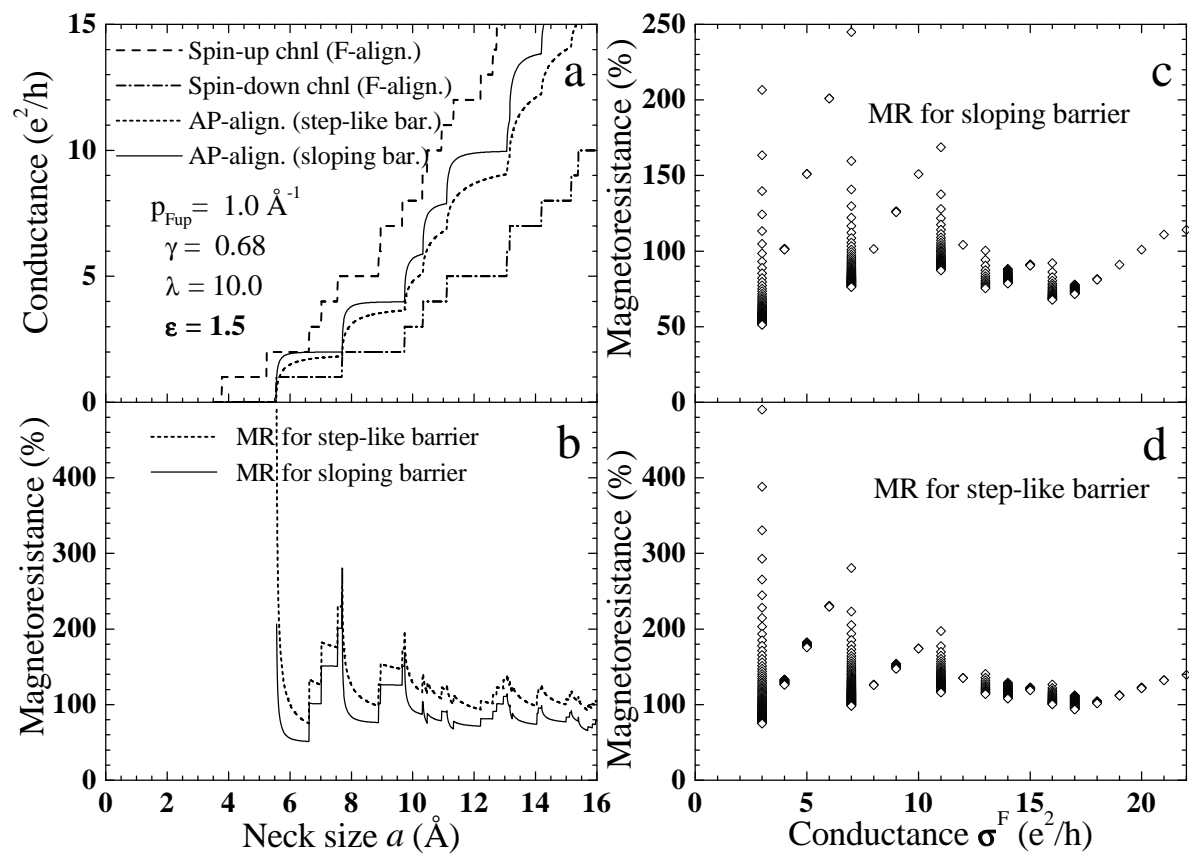 15
10
5
0
Conductance (e²/h)
Spin-up chnl (F-align.)
Spin-down chnl (F-align.)
AP-align. (step-like bar.)
AP-align. (sloping bar.)
a
p_Fup = 1.0 Å⁻¹
γ = 0.68
λ = 10.0
ε = 1.5
400
300
200
100
0
Magnetoresistance (%)
MR for step-like barrier
MR for sloping barrier
b
0 2 4 6 8 10 12 14 16
Neck size a (Å)
250
200
150
100
50
0
Magnetoresistance (%)
MR for sloping barrier
c
400
300
200
100
0
Magnetoresistance (%)
MR for step-like barrier
d
0 5 10 15 20
Conductance σ^F (e²/h)